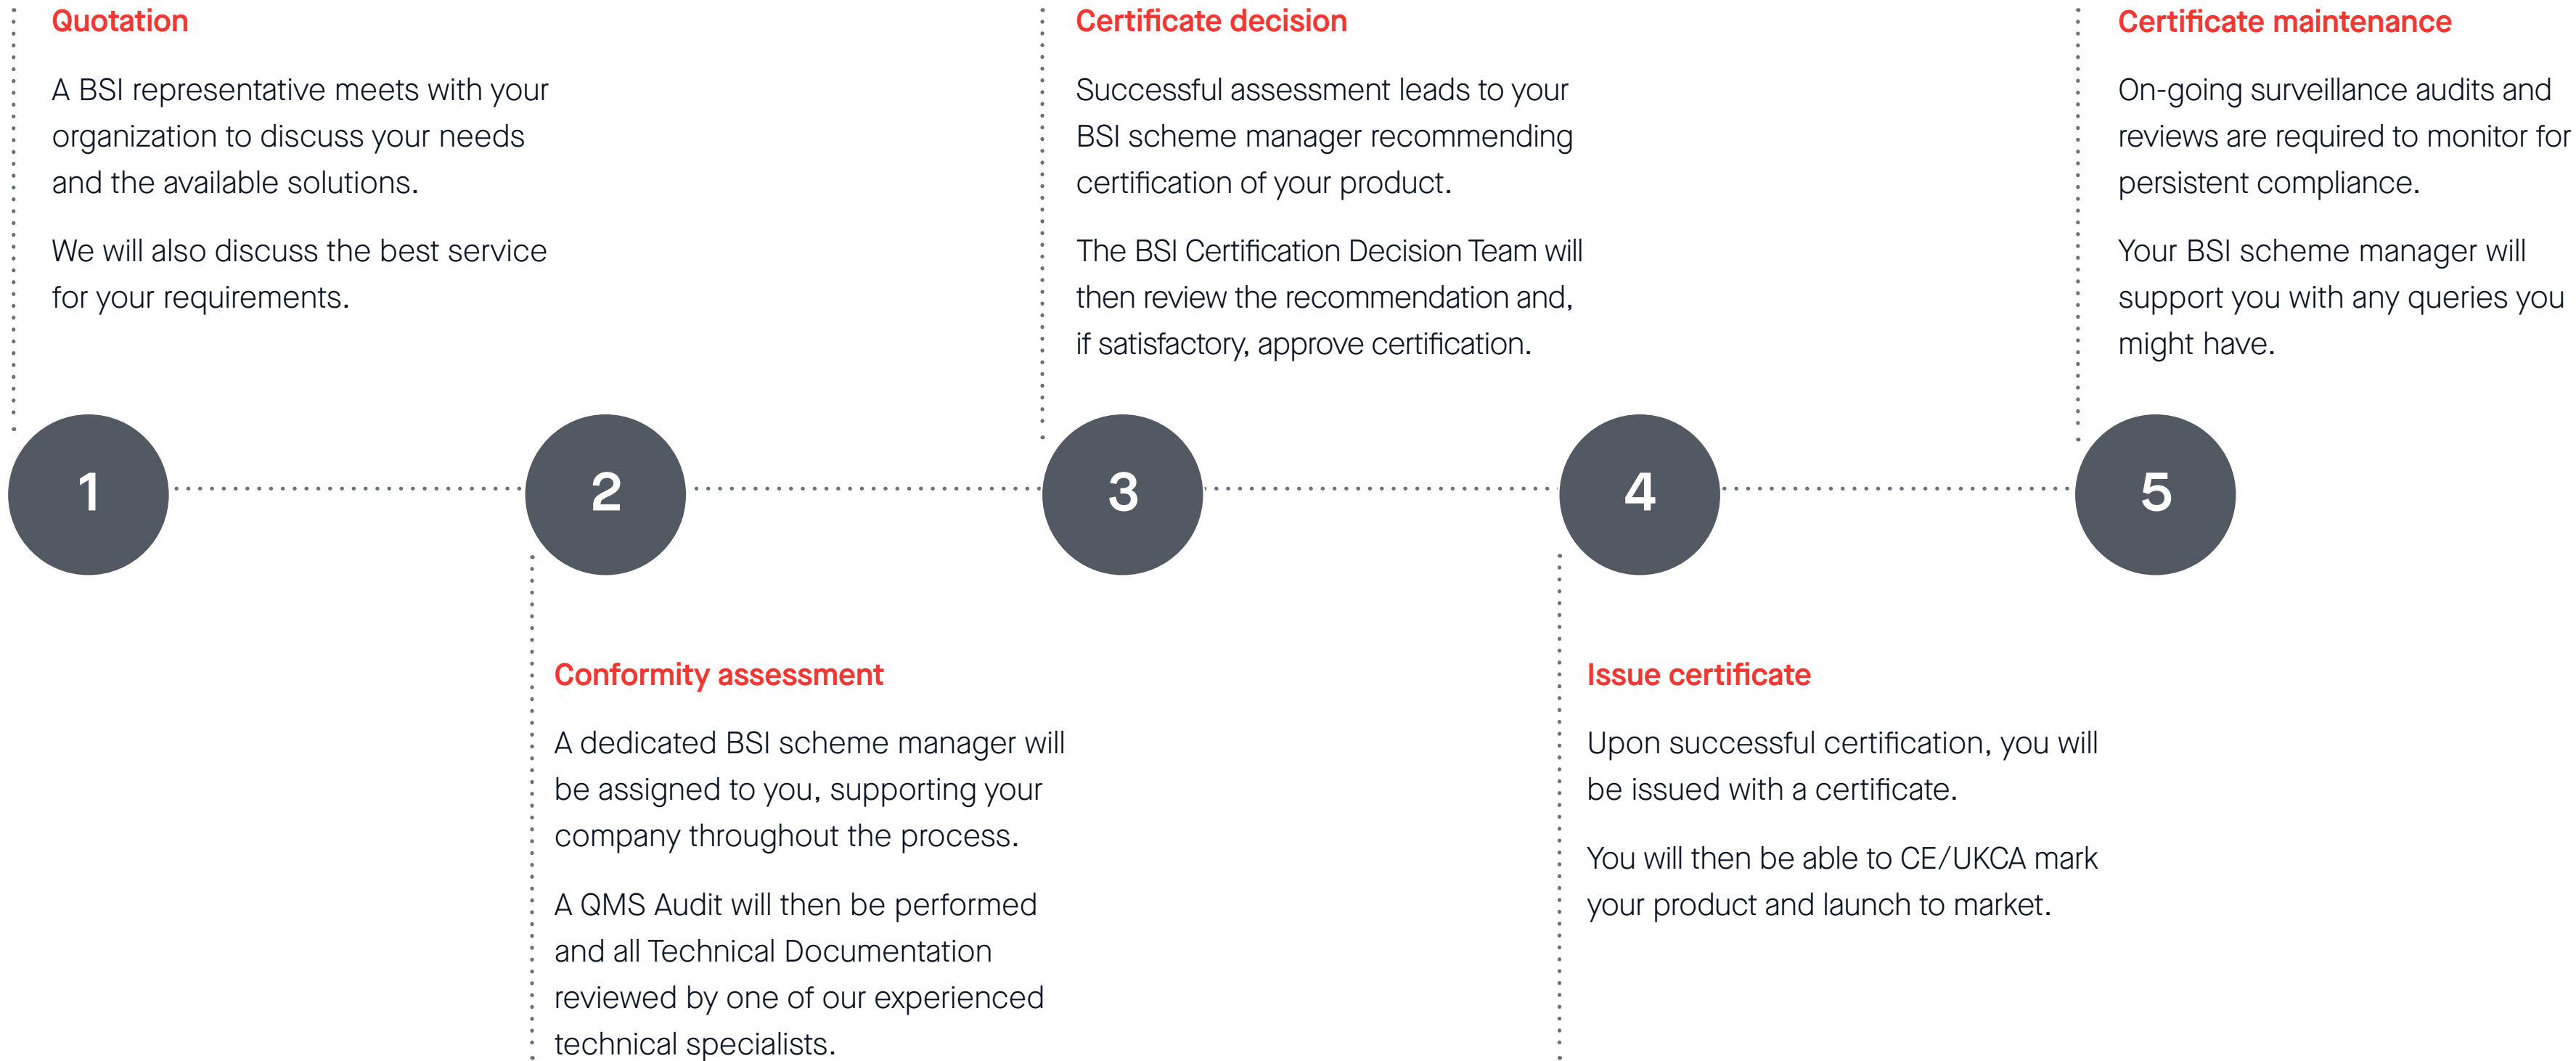 Quotation
A BSI representative meets with your
organization to discuss your needs
and the available solutions.
We will also discuss the best service
for your requirements.
Certificate decision
Successful assessment leads to your
BSI scheme manager recommending
certification of your product.
The BSI Certification Decision Team will
then review the recommendation and,
if satisfactory, approve certification.
Certificate maintenance
On-going surveillance audits and
reviews are required to monitor for
persistent compliance.
Your BSI scheme manager will
support you with any queries you
might have.
1
2
3
4
5
Conformity assessment
A dedicated BSI scheme manager will
be assigned to you, supporting your
company throughout the process.
A QMS Audit will then be performed
and all Technical Documentation
reviewed by one of our experienced
technical specialists.
Issue certificate
Upon successful certification, you will
be issued with a certificate.
You will then be able to CE/UKCA mark
your product and launch to market.